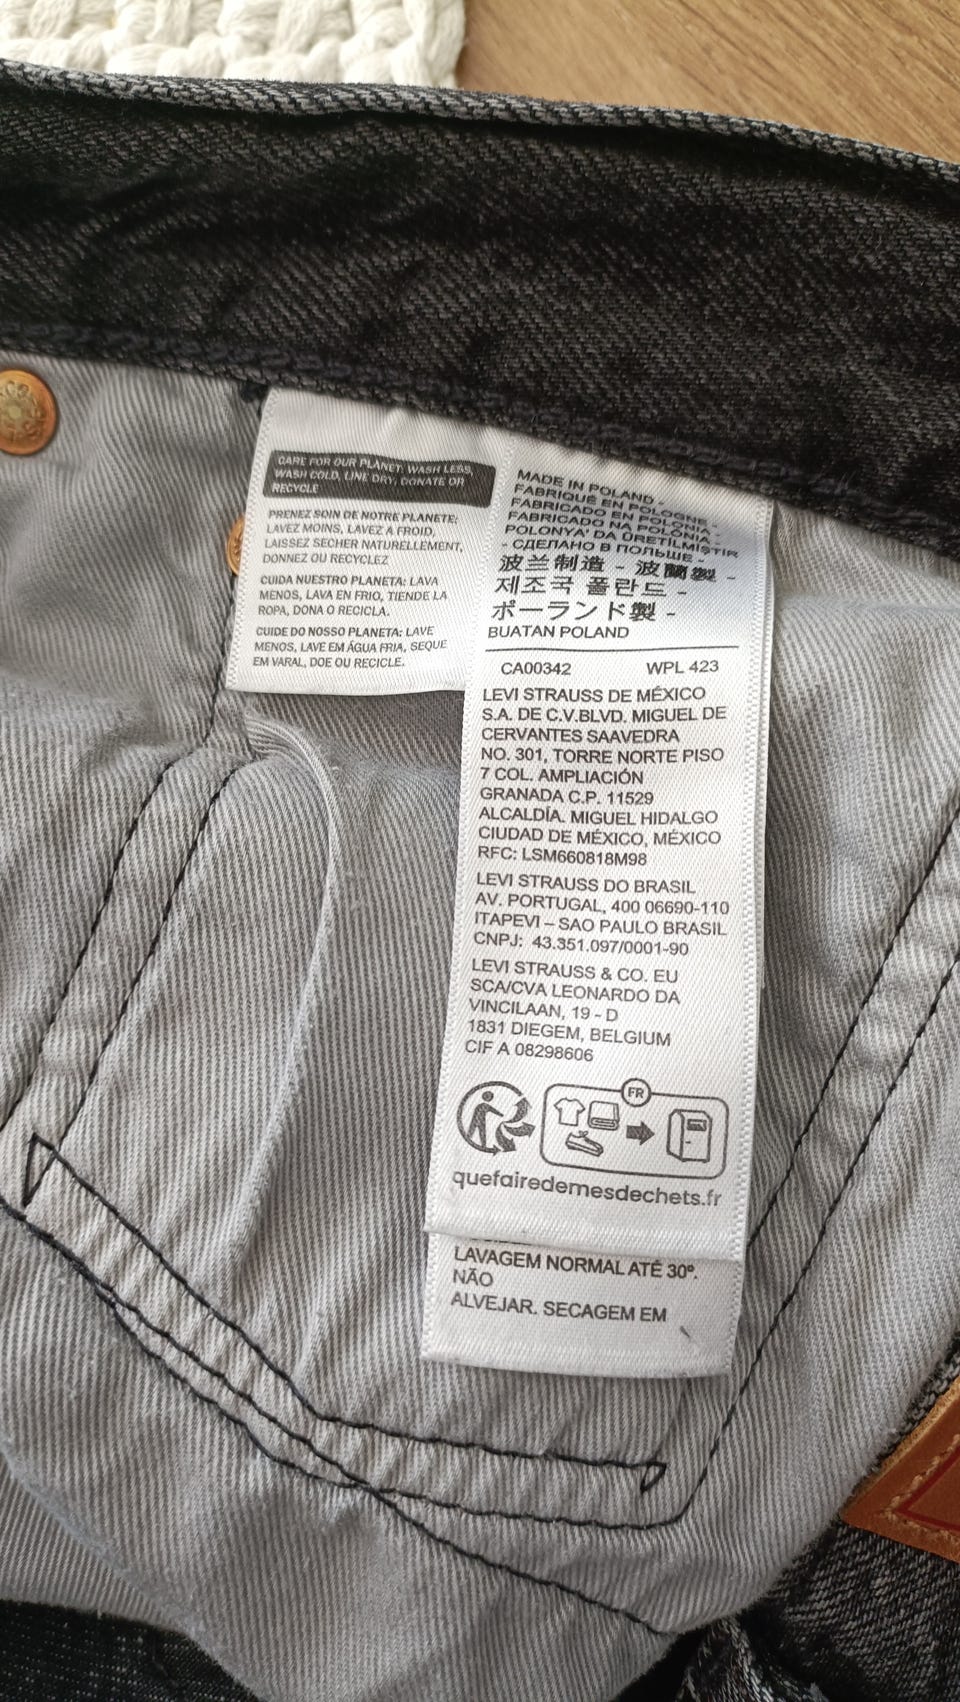 CARE FOR OUR PLANET: WASH LESS,
WASH COLD, LINE DRY, DONATE OR
RECYCLE
PRENEZ SOIN DE NOTRE PLANETE:
LAVEZ MOINS, LAVEZ A FROID,
LAISSEZ SECHER NATURELLEMENT,
DONNEZ OU RECYCLEZ
CUIDA NUESTRO PLANETA: LAVA
MENOS, LAVA EN FRIO, TIENDE LA
ROPA, DONA O RECICLA.
CUIDE DO NOSSO PLANETA: LAVE
MENOS, LAVE EM ÁGUA FRIA, SEQUE
EM VARAL, DOE OU RECICLE.
MADE IN POLAND -
FABRIQUÉ EN POLOGNE -
FABRICADO EN POLONIA -
FABRICADO NA POLÔNIA -
POLONYA' DA ÜRETILMIŞTIR
- СДЕЛАНО В ПОЛЬШЕ -
波兰制造 - 波蘭製 -
제조국 폴란드 -
ポーランド製 -
BUATAN POLAND
CA00342 WPL 423
LEVI STRAUSS DE MÉXICO
S.A. DE C.V.BLVD. MIGUEL DE
CERVANTES SAAVEDRA
NO. 301, TORRE NORTE PISO
7 COL. AMPLIACIÓN
GRANADA C.P. 11529
ALCALDÍA. MIGUEL HIDALGO
CIUDAD DE MÉXICO, MÉXICO
RFC: LSM660818M98
LEVI STRAUSS DO BRASIL
AV. PORTUGAL, 400 06690-110
ITAPEVI – SAO PAULO BRASIL
CNPJ: 43.351.097/0001-90
LEVI STRAUSS & CO. EU
SCA/CVA LEONARDO DA
VINCILAAN, 19 - D
1831 DIEGEM, BELGIUM
CIF A 08298606
FR
quefairedemesdechets.fr
LAVAGEM NORMAL ATÉ 30º.
NÃO
ALVEJAR. SECAGEM EM